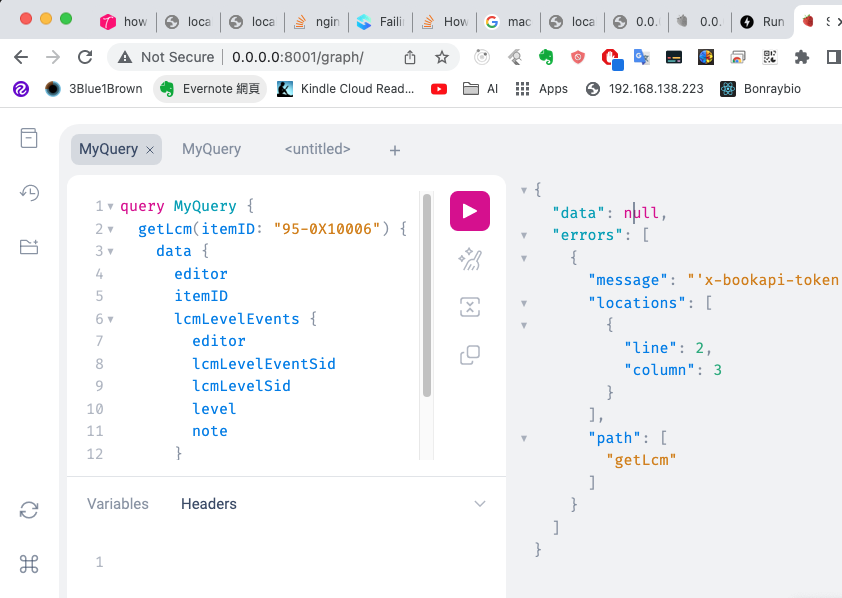 how
loca
loca
ngin
Failin
How
mac
loca
0.0.
0.0.
Run
S
Not Secure
0.0.0.0:8001/graph/
3Blue1Brown
Evernote 網頁
Kindle Cloud Read...
AI
Apps
192.168.138.223
Bonraybio
MyQuery
MyQuery
<untitled>
1 query MyQuery {
2 getLcm(itemID: "95-0X10006") {
3 data {
4 editor
5 itemID
6 lcmLevelEvents {
7 editor
8 lcmLevelEventSid
9 lcmLevelSid
10 level
11 note
12 }
Variables
Headers
1
{
"data": null,
"errors": [
{
"message": "'x-bookapi-token
"locations": [
{
"line": 2,
"column": 3
}
],
"path": [
"getLcm"
]
}
]
}